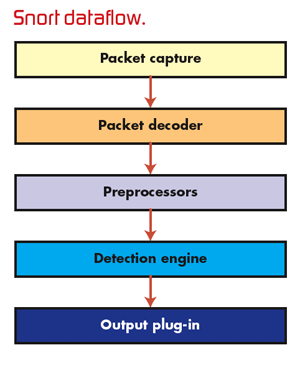 Snort dataflow.
Packet capture
Packet decoder
Preprocessors
Detection engine
Output plug-in